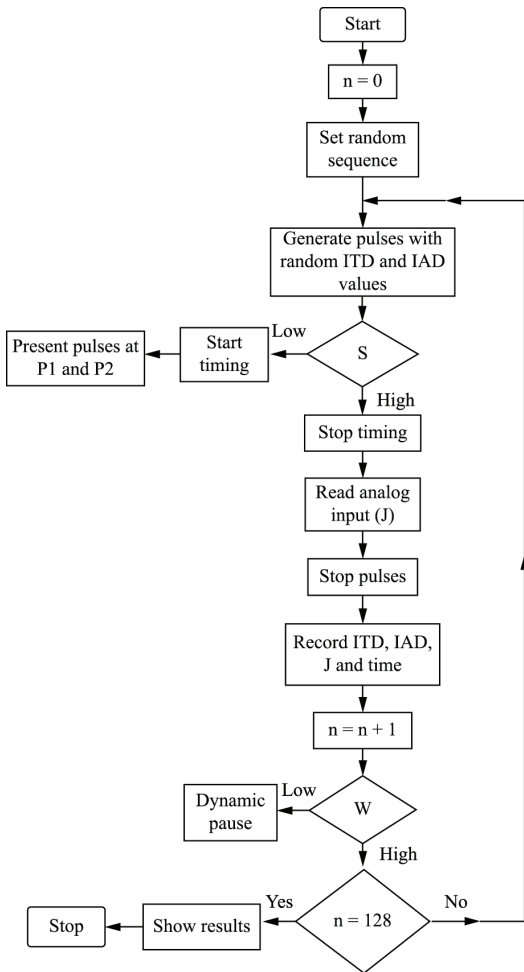 Start
n = 0
Set random
sequence
Generate pulses with
random ITD and IAD
values
Low
S
Start
timing
Present pulses at
P1 and P2
High
Stop timing
Read analog
input (J)
Stop pulses
Record ITD, IAD,
J and time
n = n + 1
Low
W
Dynamic
pause
High
Yes
n = 128
No
Show results
Stop